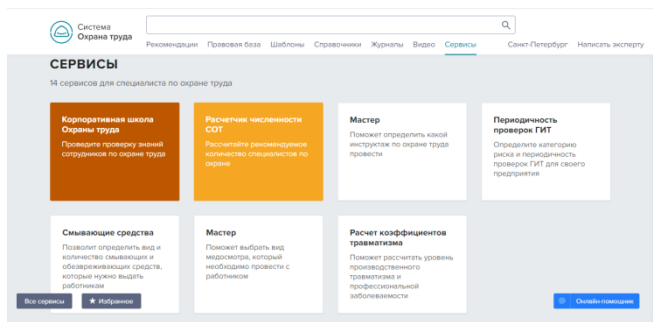 Система
Охрана труда
Рекомендации Правовая база Шаблоны Справочники Журналы Видео Сервисы Санкт-Петербург Написать эксперту
СЕРВИСЫ
14 сервисов для специалиста по охране труда
Корпоративная школа
Охраны труда
Проведите проверку знаний
сотрудников по охране труда
Расчетчик численности
СОТ
Рассчитайте рекомендуемое
количество специалистов по
охране
Мастер
Поможет определить какой
инструктаж по охране труда
провести
Периодичность
проверок ГИТ
Определите категорию
риска и периодичность
проверок ГИТ для своего
предприятия
Смывающие средства
Позволит определить вид и
количество смывающих и
обезвреживающих средств,
которые нужно выдать
работникам
Мастер
Поможет выбрать вид
медосмотра, который
необходимо провести с
работником
Расчет коэффициентов
травматизма
Поможет рассчитать уровень
производственного
травматизма и
профессиональной
заболеваемости
Все сервисы ★ Избранное Онлайн-помощник